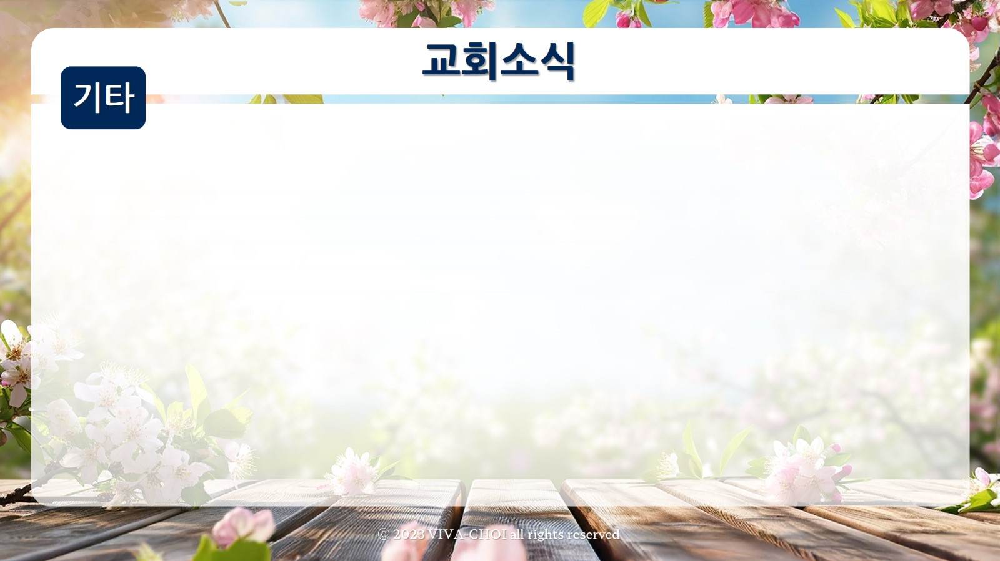 교회소식
기타
© 2023 VIVA-CHOI all rights reserved